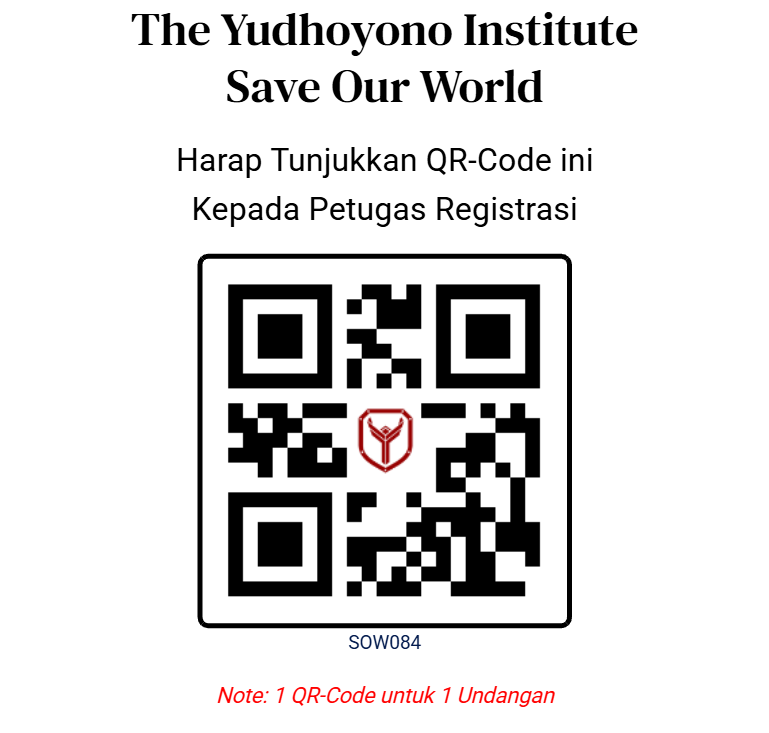 The Yudhoyono Institute
Save Our World
Harap Tunjukkan QR-Code ini
Kepada Petugas Registrasi
SOW084
Note: 1 QR-Code untuk 1 Undangan